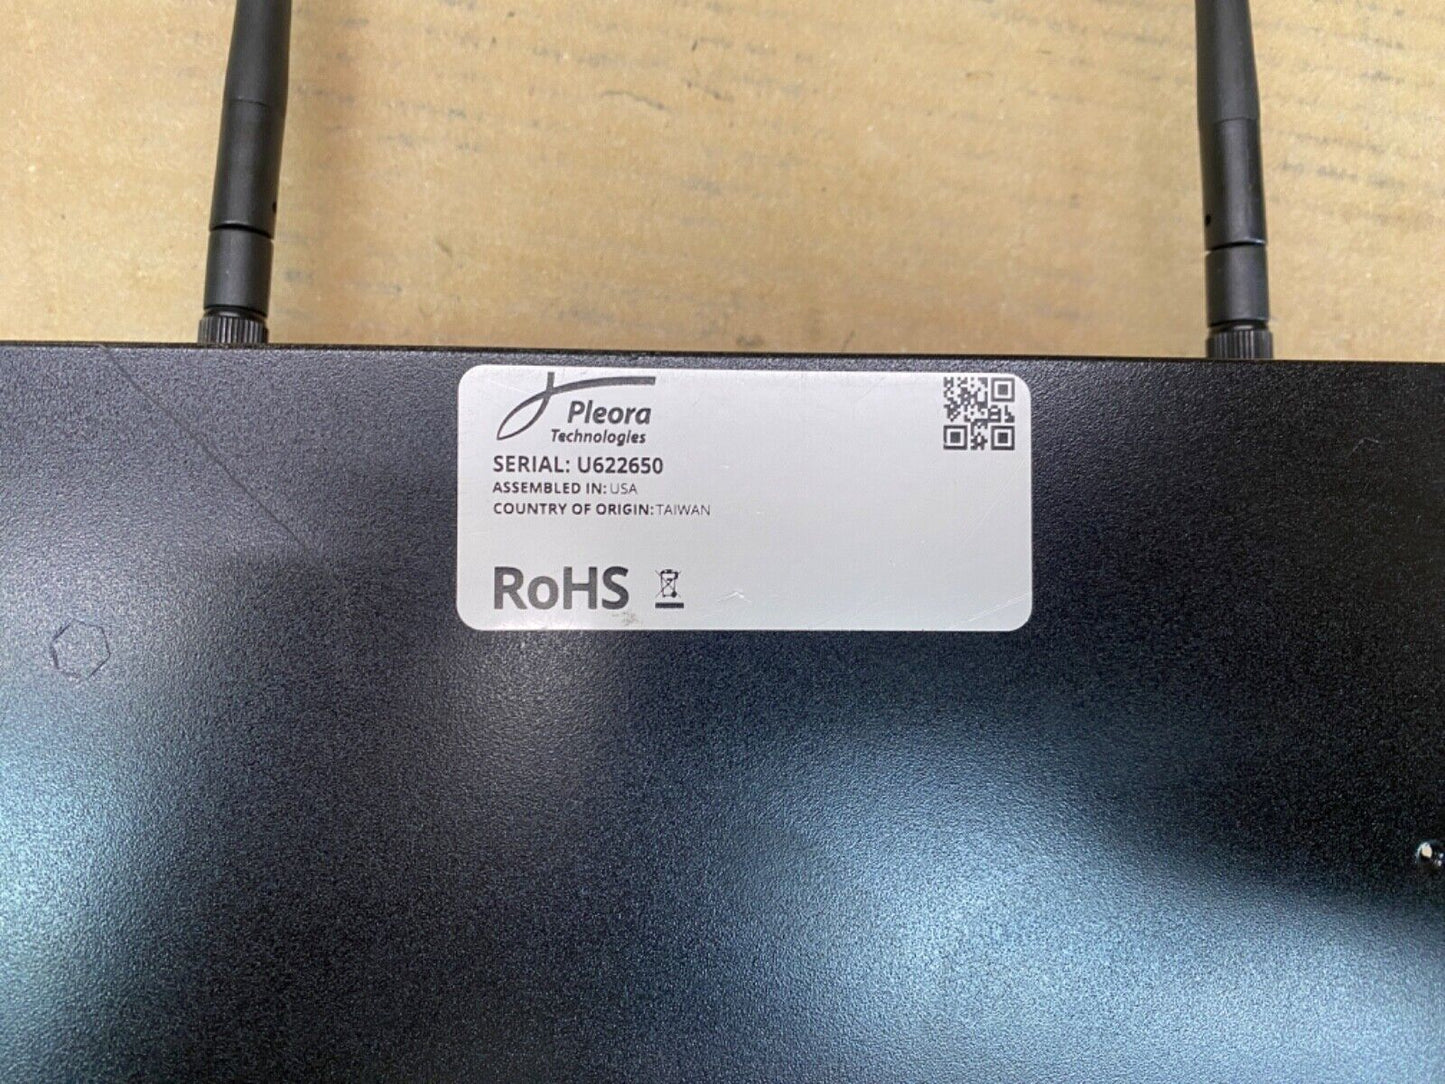 Pleora
Technologies
SERIAL: U622650
ASSEMBLED IN: USA
COUNTRY OF ORIGIN: TAIWAN
RoHS